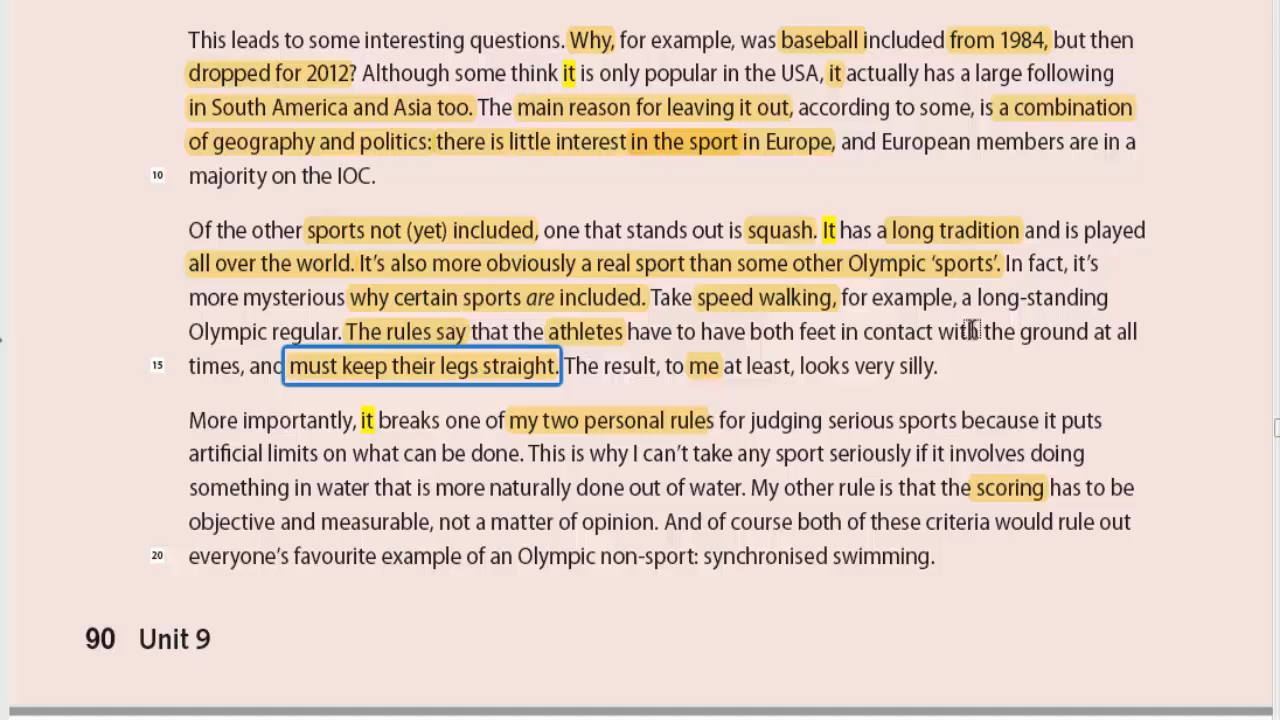 This leads to some interesting questions. Why, for example, was baseball included from 1984, but then
dropped for 2012? Although some think it is only popular in the USA, it actually has a large following
in South America and Asia too. The main reason for leaving it out, according to some, is a combination
of geography and politics: there is little interest in the sport in Europe, and European members are in a
10 majority on the IOC.
Of the other sports not (yet) included, one that stands out is squash. It has a long tradition and is played
all over the world. It's also more obviously a real sport than some other Olympic 'sports'. In fact, it's
more mysterious why certain sports are included. Take speed walking, for example, a long-standing
Olympic regular. The rules say that the athletes have to have both feet in contact with the ground at all
15 times, and must keep their legs straight. The result, to me at least, looks very silly.
More importantly, it breaks one of my two personal rules for judging serious sports because it puts
artificial limits on what can be done. This is why I can't take any sport seriously if it involves doing
something in water that is more naturally done out of water. My other rule is that the scoring has to be
objective and measurable, not a matter of opinion. And of course both of these criteria would rule out
20 everyone's favourite example of an Olympic non-sport: synchronised swimming.
90 Unit 9